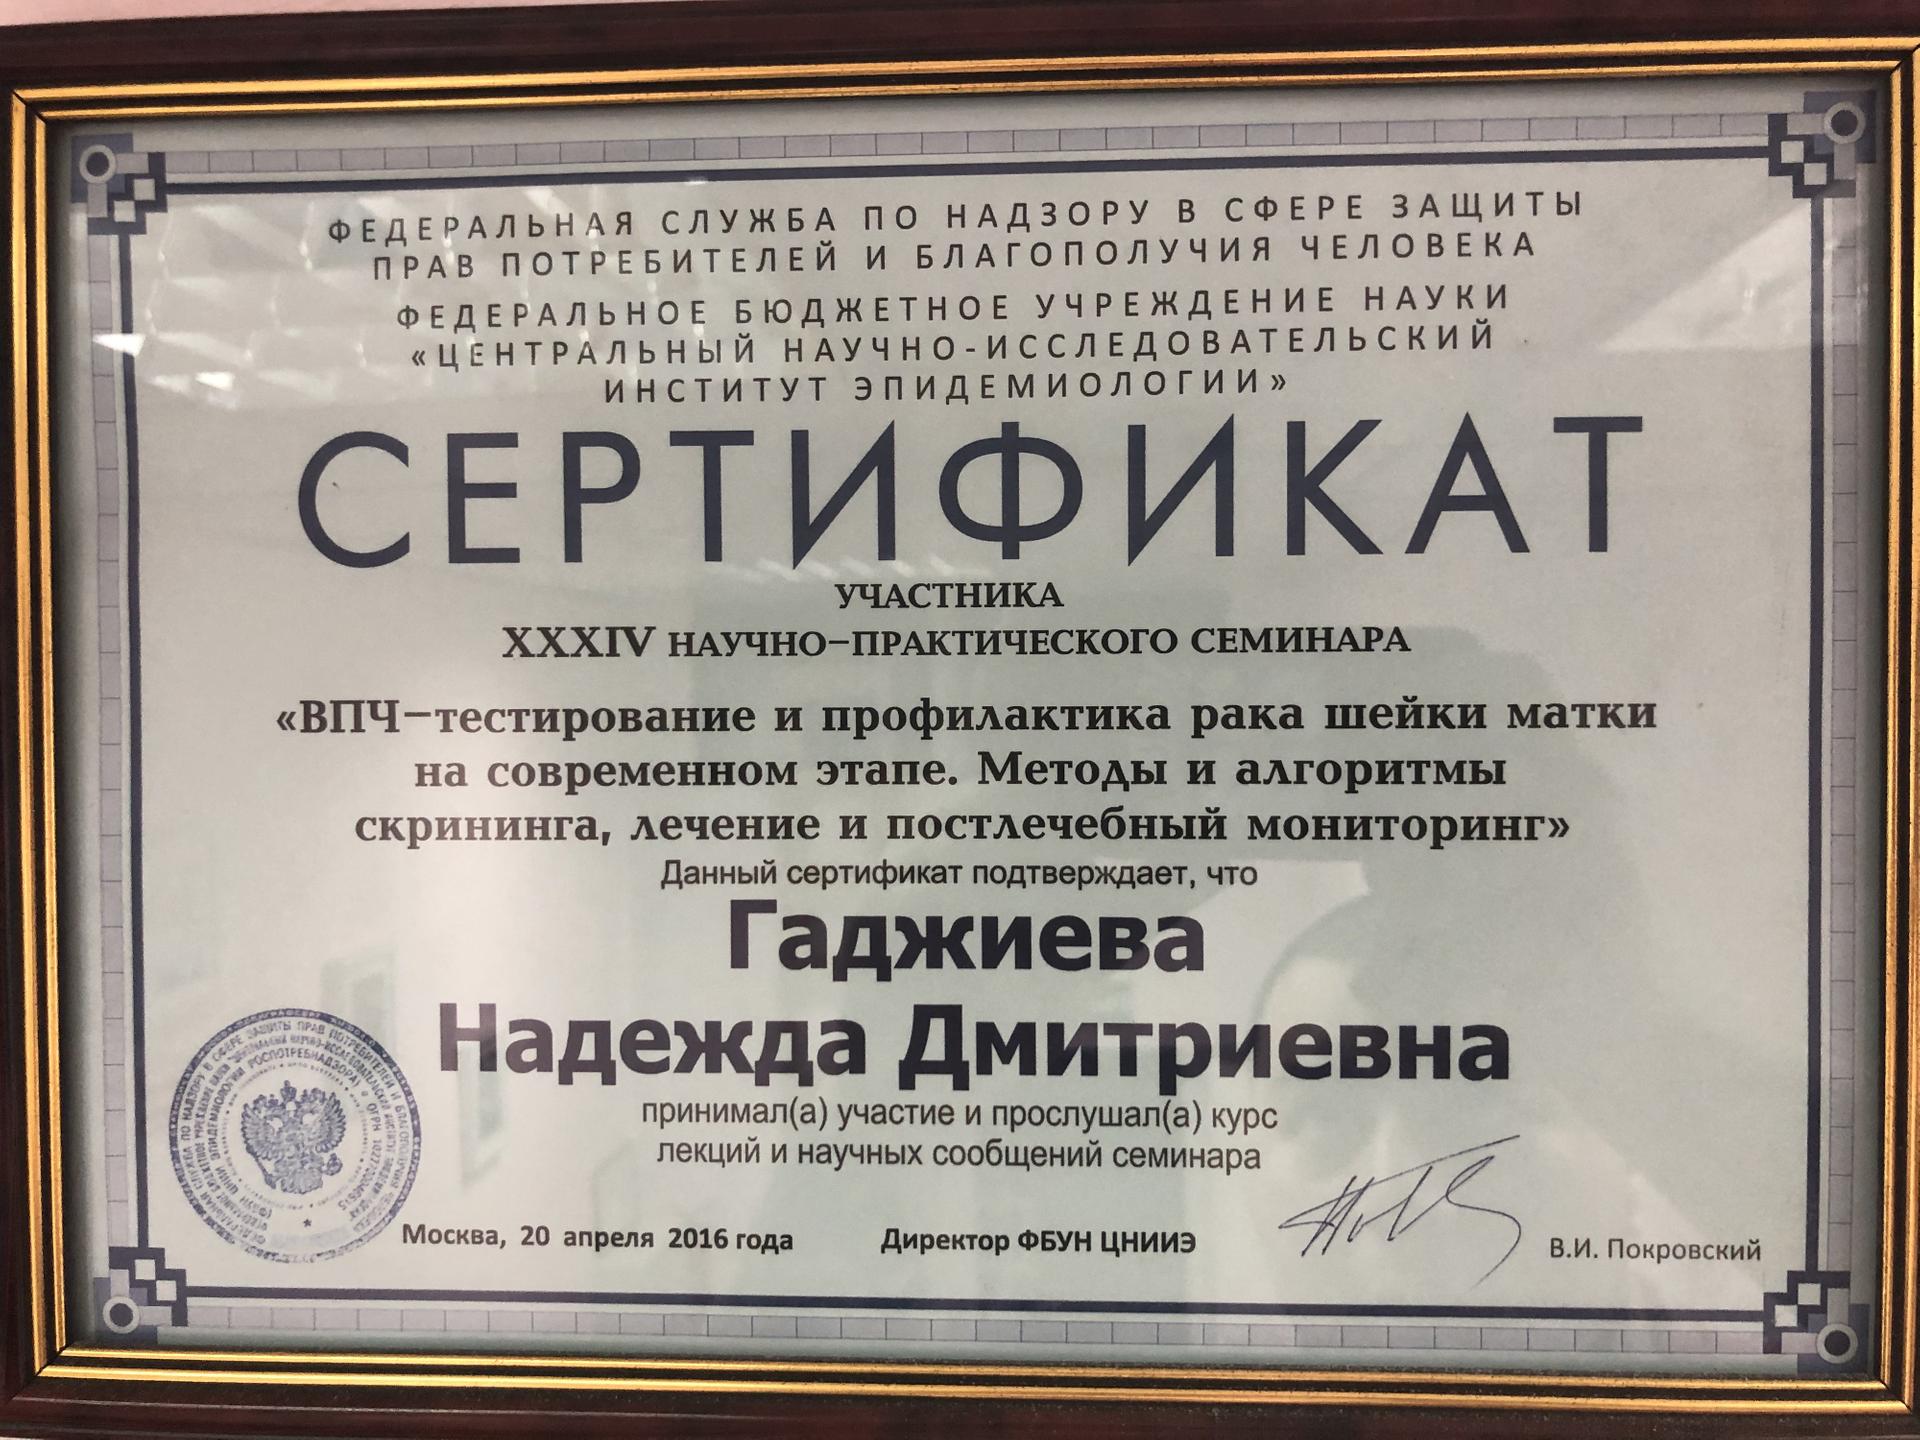 ФЕДЕРАЛЬНАЯ СЛУЖБА ПО НАДЗОРУ В СФЕРЕ ЗАЩИТЫ
ПРАВ ПОТРЕБИТЕЛЕЙ И БЛАГОПОЛУЧИЯ ЧЕЛОВЕКА
ФЕДЕРАЛЬНОЕ БЮДЖЕТНОЕ УЧРЕЖДЕНИЕ НАУКИ
«ЦЕНТРАЛЬНЫЙ НАУЧНО-ИССЛЕДОВАТЕЛЬСКИЙ
ИНСТИТУТ ЭПИДЕМИОЛОГИИ»
СЕРТИФИКАТ
УЧАСТНИКА
XXXIV НАУЧНО-ПРАКТИЧЕСКОГО СЕМИНАРА
«ВПЧ-тестирование и профилактика рака шейки матки
на современном этапе. Методы и алгоритмы
скрининга, лечение и постлечебный мониторинг»
Данный сертификат подтверждает, что
Гаджиева
Надежда Дмитриевна
принимал(а) участие и прослушал(а) курс
лекций и научных сообщений семинара
Москва, 20 апреля 2016 года Директор ФБУН ЦНИИЭ В.И. Покровский